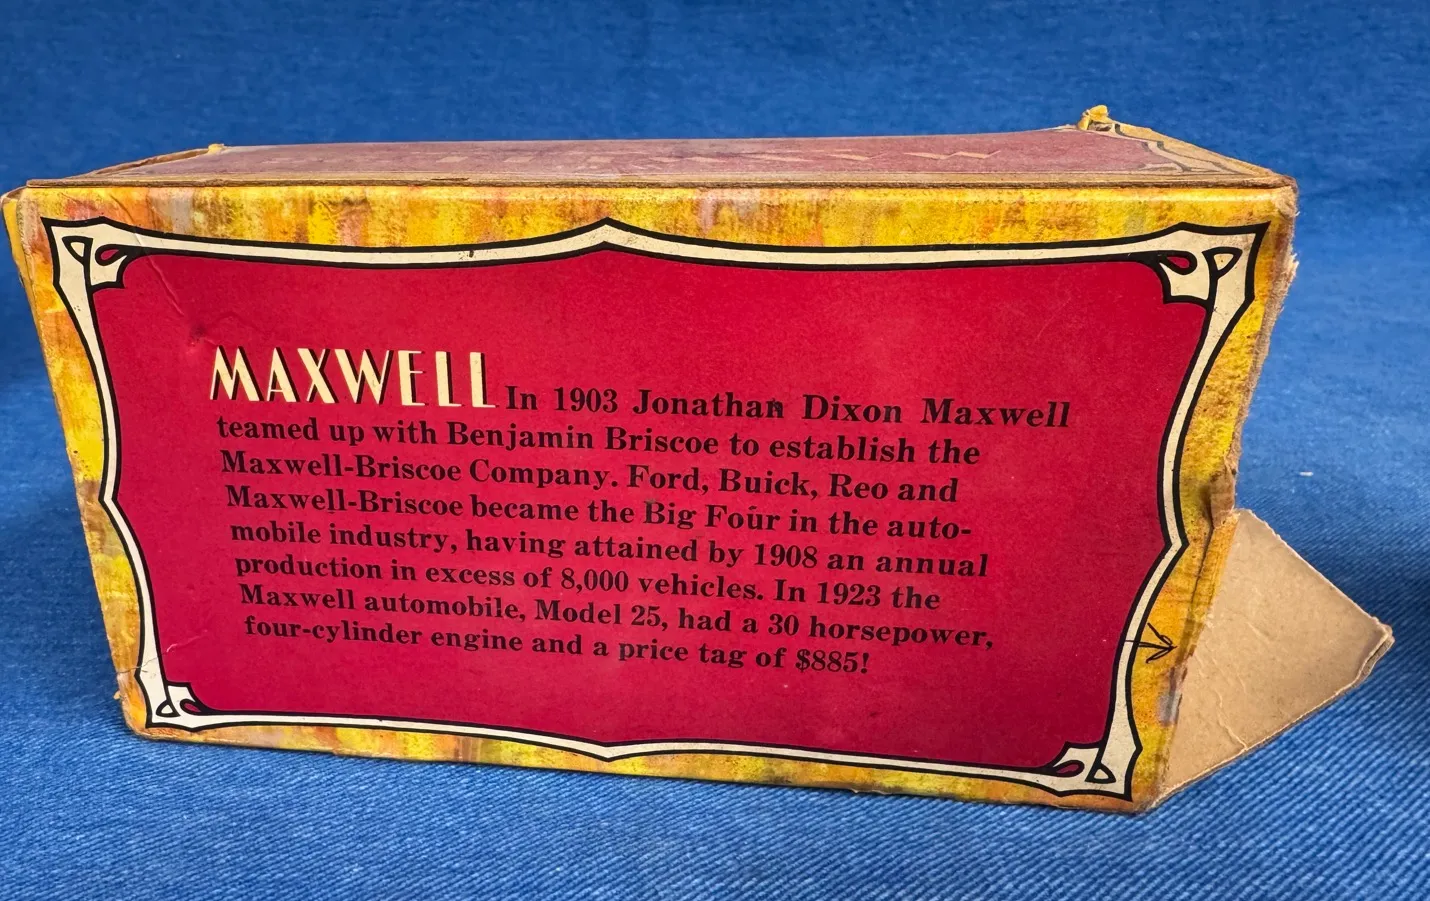 MAXWELL In 1903 Jonathan Dixon Maxwell
teamed up with Benjamin Briscoe to establish the
Maxwell-Briscoe Company. Ford, Buick, Reo and
Maxwell-Briscoe became the Big Four in the auto-
mobile industry, having attained by 1908 an annual
production in excess of 8,000 vehicles. In 1923 the
Maxwell automobile, Model 25, had a 30 horsepower,
four-cylinder engine and a price tag of $885!